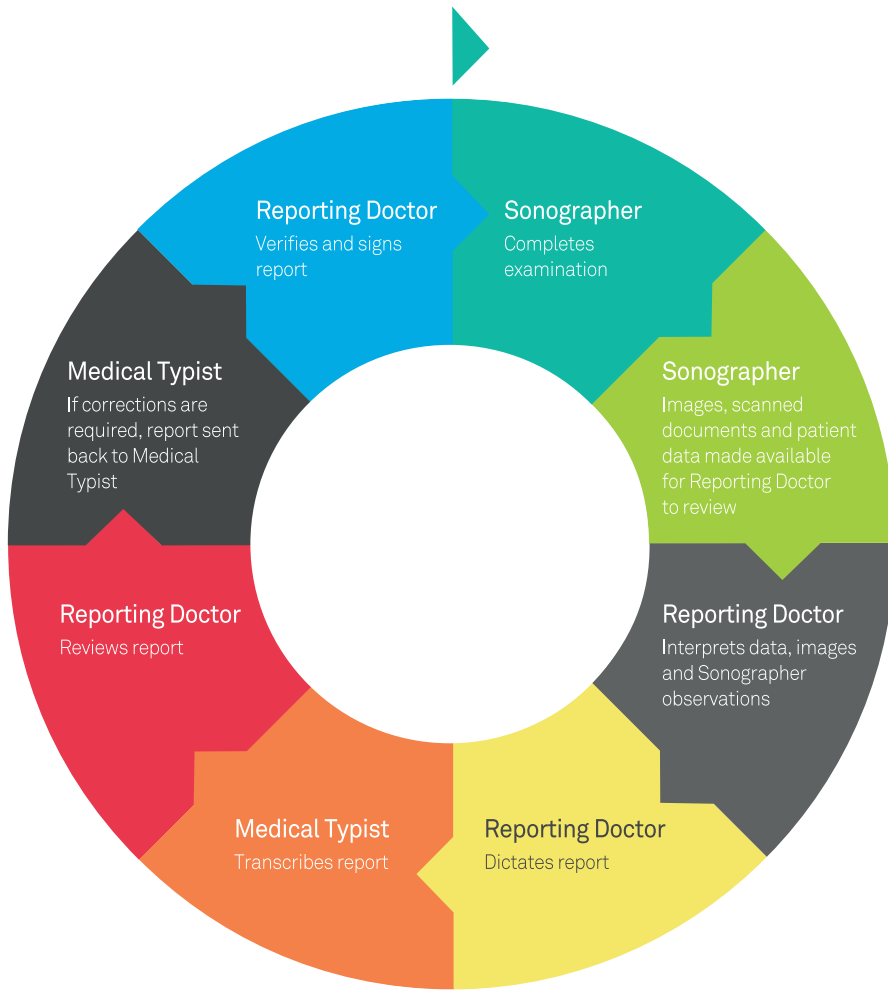 Sonographer
Completes
examination
Sonographer
Images, scanned
documents and patient
data made available
for Reporting Doctor
to review
Reporting Doctor
Interprets data, images
and Sonographer
observations
Reporting Doctor
Dictates report
Medical Typist
Transcribes report
Reporting Doctor
Reviews report
Medical Typist
If corrections are
required, report sent
back to Medical
Typist
Reporting Doctor
Verifies and signs
report